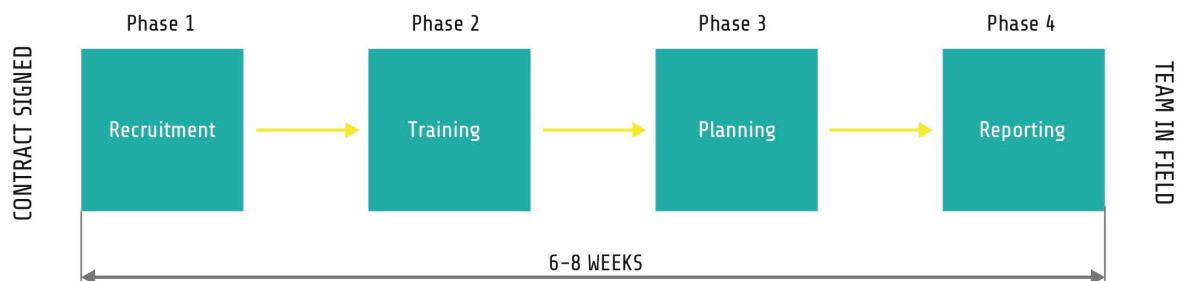 Phase 1
Phase 2
Phase 3
Phase 4
CONTRACT SIGNED
Recruitment
Training
Planning
Reporting
TEAM IN FIELD
6-8 WEEKS